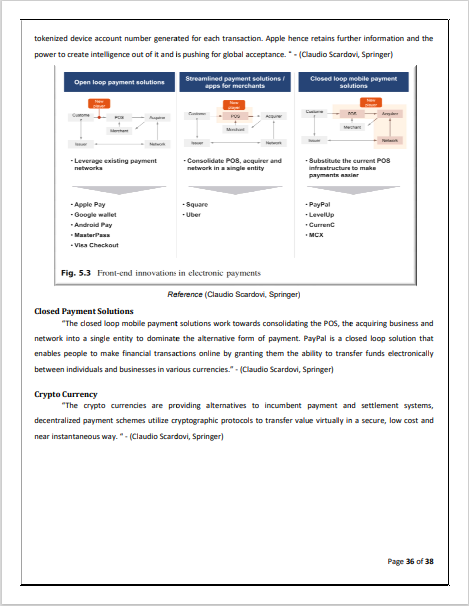 tokenized device account number generated for each transaction. Apple hence retains further information and the
power to create intelligence out of it and is pushing for global acceptance. " - (Claudio Scardovi, Springer)
Open loop payment solutions
Streamlined payment solutions /
apps for merchants
Closed loop mobile payment
solutions
New
player
Custome
POS
Acquirer
Merchant
Issuer
Network
New
player
Customer
POS
Acquirer
Merchant
Issuer
Network
New
player
Custome
POS
Acquirer
Merchant
Issuer
Network
• Leverage existing payment
networks
• Consolidate POS, acquirer and
network in a single entity
• Substitute the current POS
infrastructure to make
payments easier
• Apple Pay
• Google wallet
• Android Pay
• MasterPass
• Visa Checkout
• Square
• Uber
• PayPal
• LevelUp
• CurrenC
• MCX
Fig. 5.3 Front-end innovations in electronic payments
Reference (Claudio Scardovi, Springer)
Closed Payment Solutions
"The closed loop mobile payment solutions work towards consolidating the POS, the acquiring business and
network into a single entity to dominate the alternative form of payment. PayPal is a closed loop solution that
enables people to make financial transactions online by granting them the ability to transfer funds electronically
between individuals and businesses in various currencies." - (Claudio Scardovi, Springer)
Crypto Currency
"The crypto currencies are providing alternatives to incumbent payment and settlement systems,
decentralized payment schemes utilize cryptographic protocols to transfer value virtually in a secure, low cost and
near instantaneous way. " - (Claudio Scardovi, Springer)
Page 36 of 38